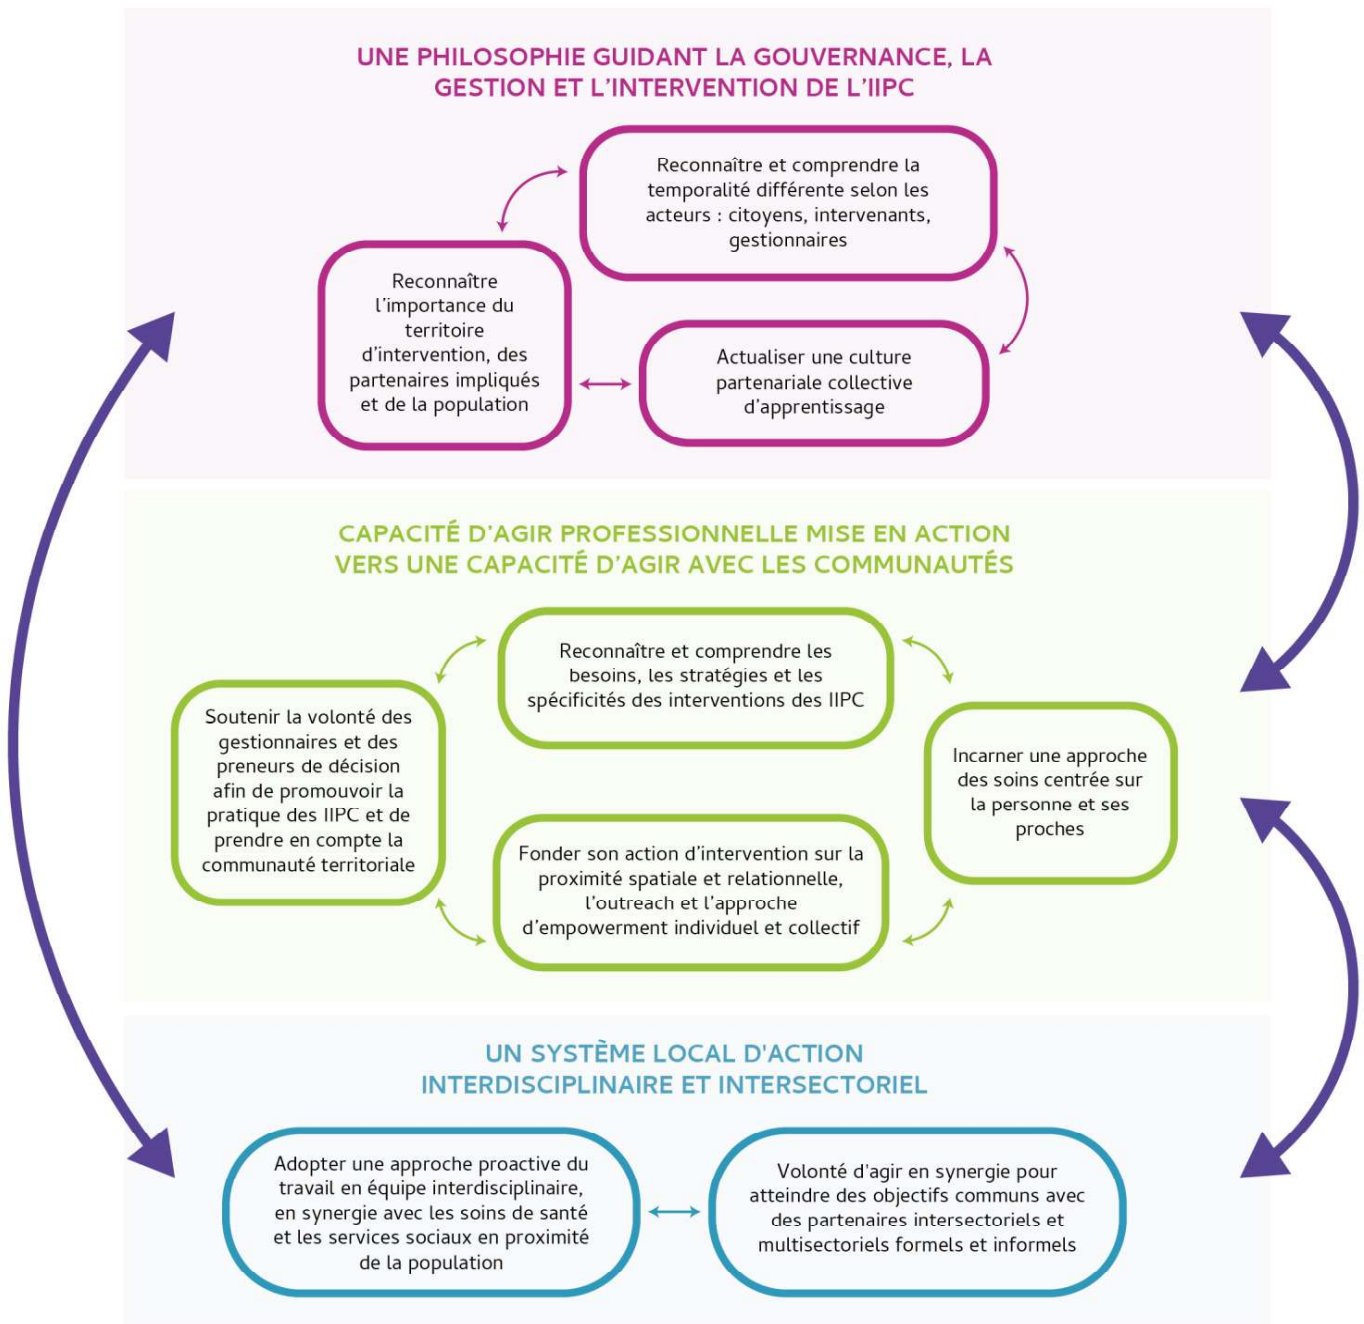 UNE PHILOSOPHIE GUIDANT LA GOUVERNANCE, LA
GESTION ET L'INTERVENTION DE L'IIPC
Reconnaître et comprendre la
temporalité différente selon les
acteurs : citoyens, intervenants,
gestionnaires
Reconnaître
l'importance du
territoire
d'intervention, des
partenaires impliqués
et de la population
Actualiser une culture
partenariale collective
d'apprentissage
CAPACITÉ D'AGIR PROFESSIONNELLE MISE EN ACTION
VERS UNE CAPACITÉ D'AGIR AVEC LES COMMUNAUTÉS
Reconnaître et comprendre les
besoins, les stratégies et les
spécificités des interventions des IIPC
Soutenir la volonté des
gestionnaires et des
preneurs de décision
afin de promouvoir la
pratique des IIPC et de
prendre en compte la
communauté territoriale
Incarner une approche
des soins centrée sur
la personne et ses
proches
Fonder son action d'intervention sur la
proximité spatiale et relationnelle,
l'outreach et l'approche
d'empowerment individuel et collectif
UN SYSTÈME LOCAL D'ACTION
INTERDISCIPLINAIRE ET INTERSECTORIEL
Adopter une approche proactive du
travail en équipe interdisciplinaire,
en synergie avec les soins de santé
et les services sociaux en proximité
de la population
Volonté d'agir en synergie pour
atteindre des objectifs communs avec
des partenaires intersectoriels et
multisectoriels formels et informels